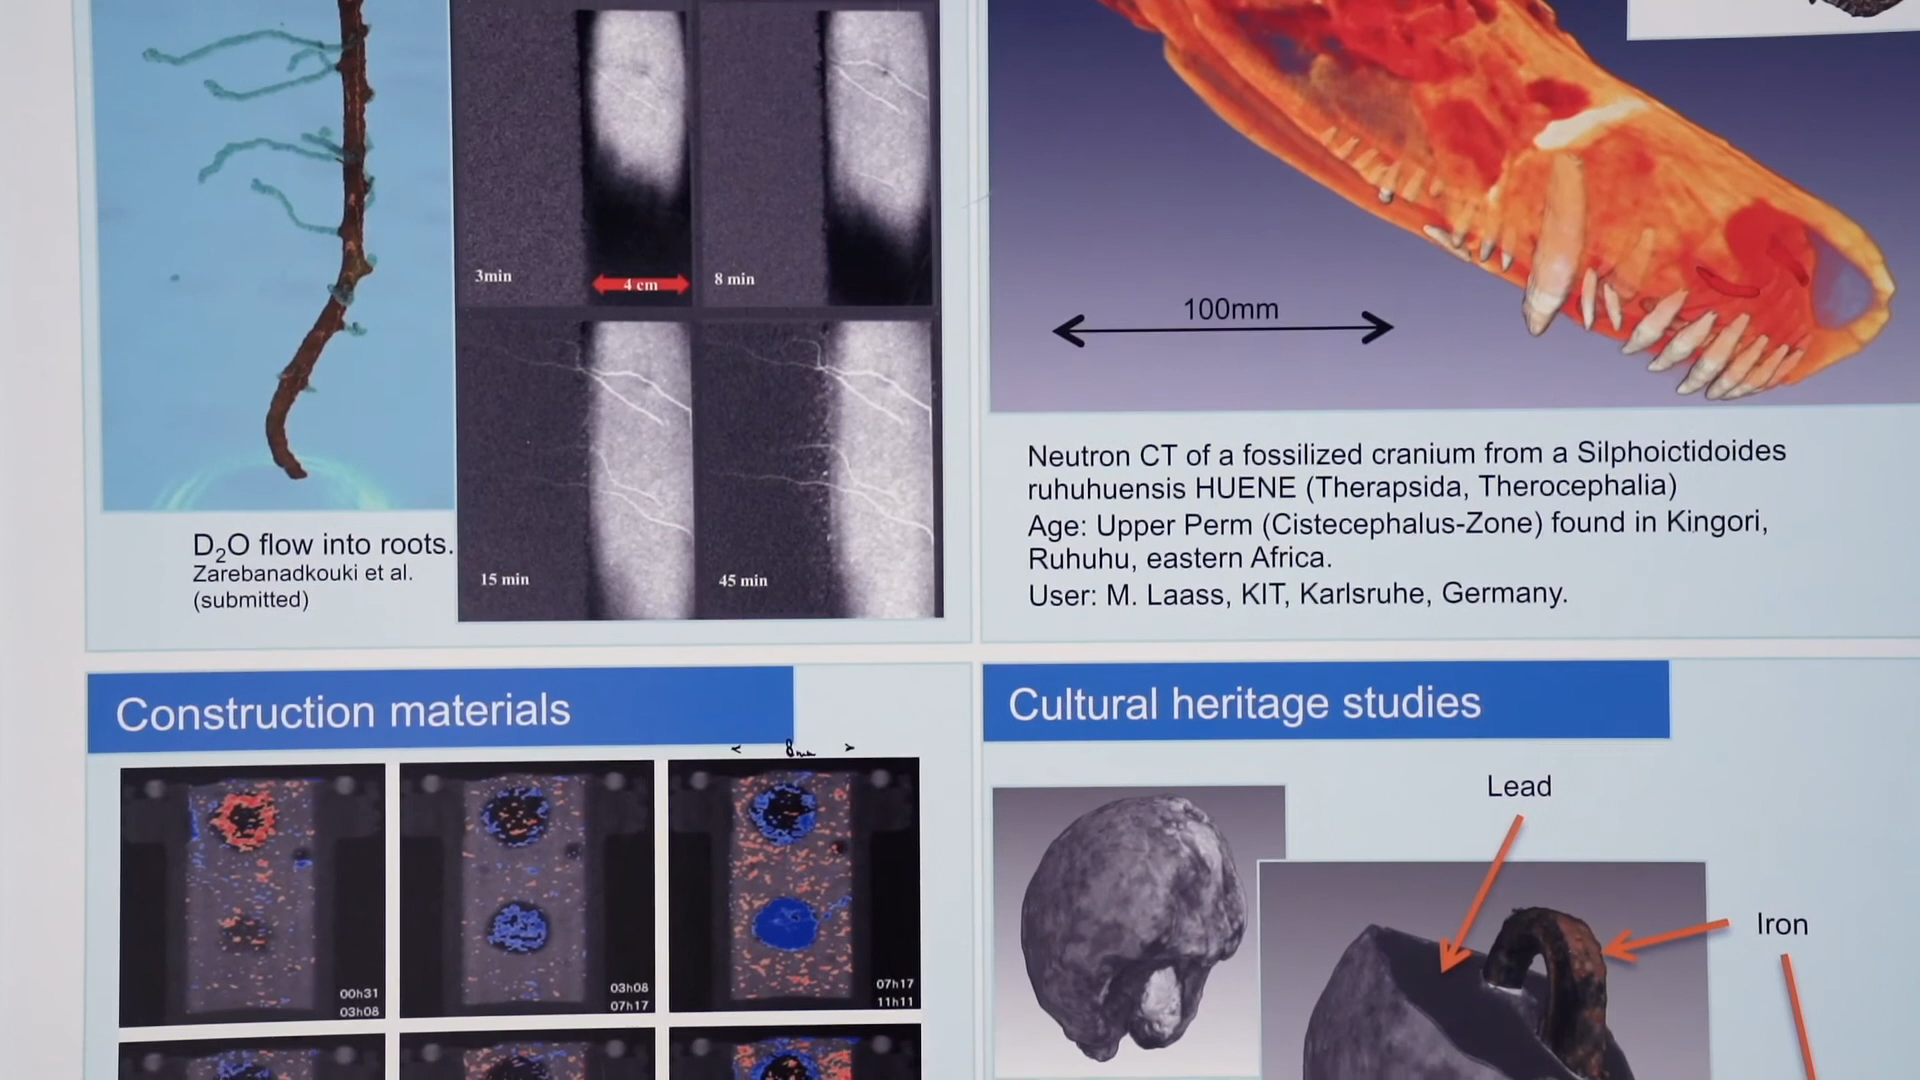 3min
4 cm
8 min
15 min
45 min
D₂O flow into roots.
Zarebanadkouki et al.
(submitted)
100mm
Neutron CT of a fossilized cranium from a Silphoictidoides
ruhuhuensis HUENE (Therapsida, Therocephalia)
Age: Upper Perm (Cistecephalus-Zone) found in Kingori,
Ruhuhu, eastern Africa.
User: M. Laass, KIT, Karlsruhe, Germany.
Construction materials
8mm
00h31
03h08
03h08
07h17
07h17
11h11
Cultural heritage studies
Lead
Iron